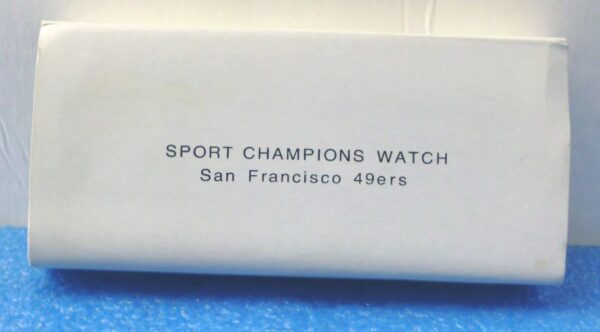 SPORT CHAMPIONS WATCH
San Francisco 49ers